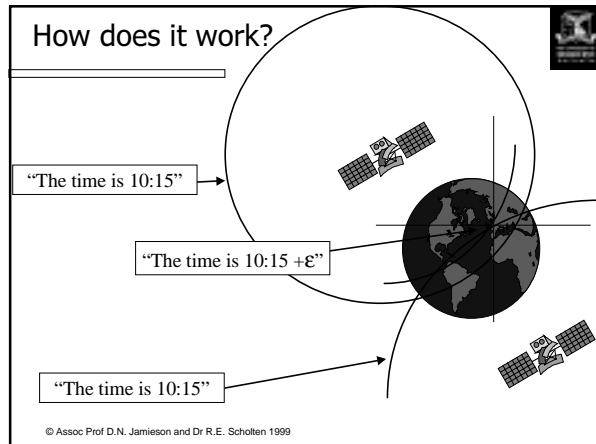 How does it work?
“The time is 10:15”
“The time is 10:15 +ε”
“The time is 10:15”
© Assoc Prof D.N. Jamieson and Dr R.E. Scholten 1999